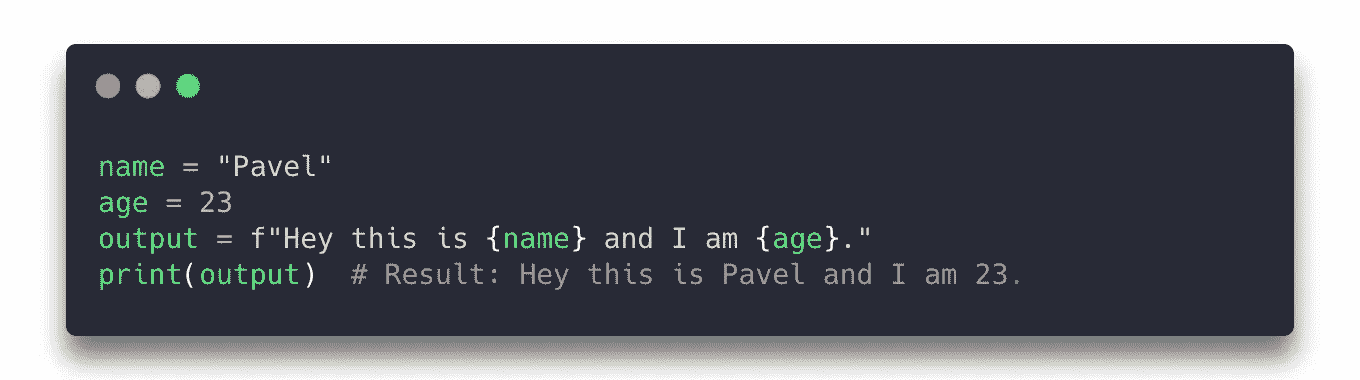 name = "Pavel"
age = 23
output = f"Hey this is {name} and I am {age}."
print(output)  # Result: Hey this is Pavel and I am 23.